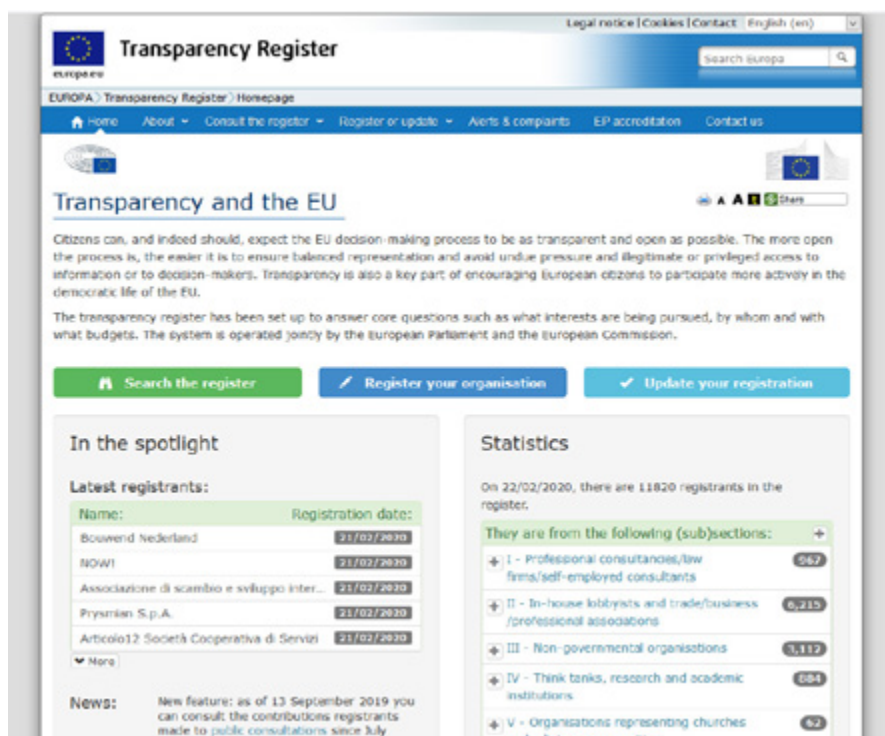 Legal notice | Cookies | Contact English (en)
Transparency Register
europa.eu
Search Europa
EUROPA > Transparency Register > Homepage
Home About Consult the register Register or update Alerts & complaints EP accreditation Contact us
Transparency and the EU
A A Share
Citizens can, and indeed should, expect the EU decision-making process to be as transparent and open as possible. The more open
the process is, the easier it is to ensure balanced representation and avoid undue pressure and illegitimate or privileged access to
information or to decision-makers. Transparency is also a key part of encouraging European citizens to participate more actively in the
democratic life of the EU.
The transparency register has been set up to answer core questions such as what interests are being pursued, by whom and with
what budgets. The system is operated jointly by the European Parliament and the European Commission.
Search the register
Register your organisation
Update your registration
In the spotlight
Latest registrants:
Name: Registration date:
Bouwend Nederland 21/02/2020
NOW! 21/02/2020
Associazione di scambio e sviluppo inter... 21/02/2020
Prysmian S.p.A. 21/02/2020
Articolo12 Società Cooperativa di Servizi 21/02/2020
More
News: New feature: as of 13 September 2019 you
can consult the contributions registrants
made to public consultations since July
Statistics
On 22/02/2020, there are 11820 registrants in the
register.
They are from the following (sub)sections:
I - Professional consultancies/law 967
firms/self-employed consultants
II - In-house lobbyists and trade/business 6,215
/professional associations
III - Non-governmental organisations 3,112
IV - Think tanks, research and academic 884
institutions
V - Organisations representing churches 62